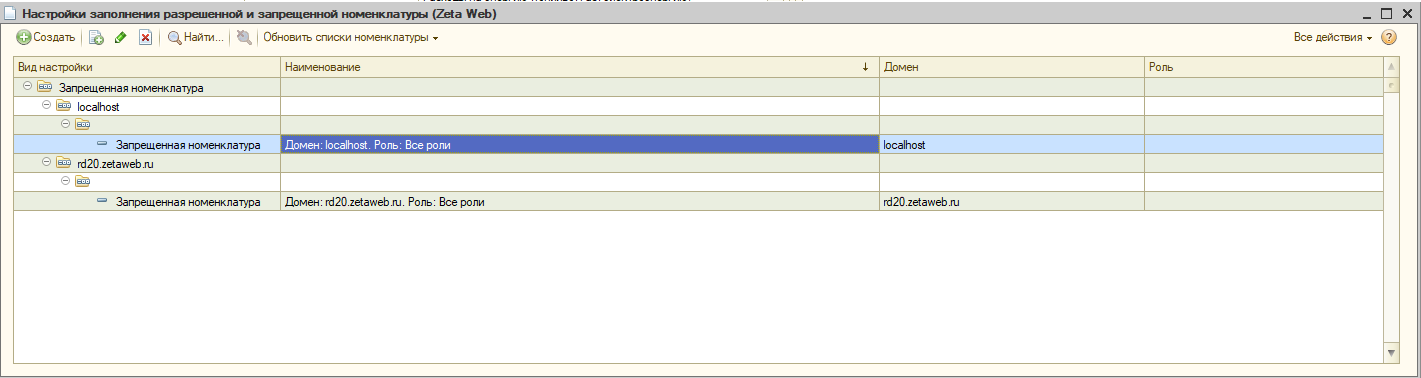 Настройки заполнения разрешенной и запрещенной номенклатуры (Zeta Web)
Создать Найти... Обновить списки номенклатуры Все действия ?
Вид настройки Наименование ↓ Домен Роль
Запрещенная номенклатура
localhost
Запрещенная номенклатура Домен: localhost. Роль: Все роли localhost
rd20.zetaweb.ru
Запрещенная номенклатура Домен: rd20.zetaweb.ru. Роль: Все роли rd20.zetaweb.ru